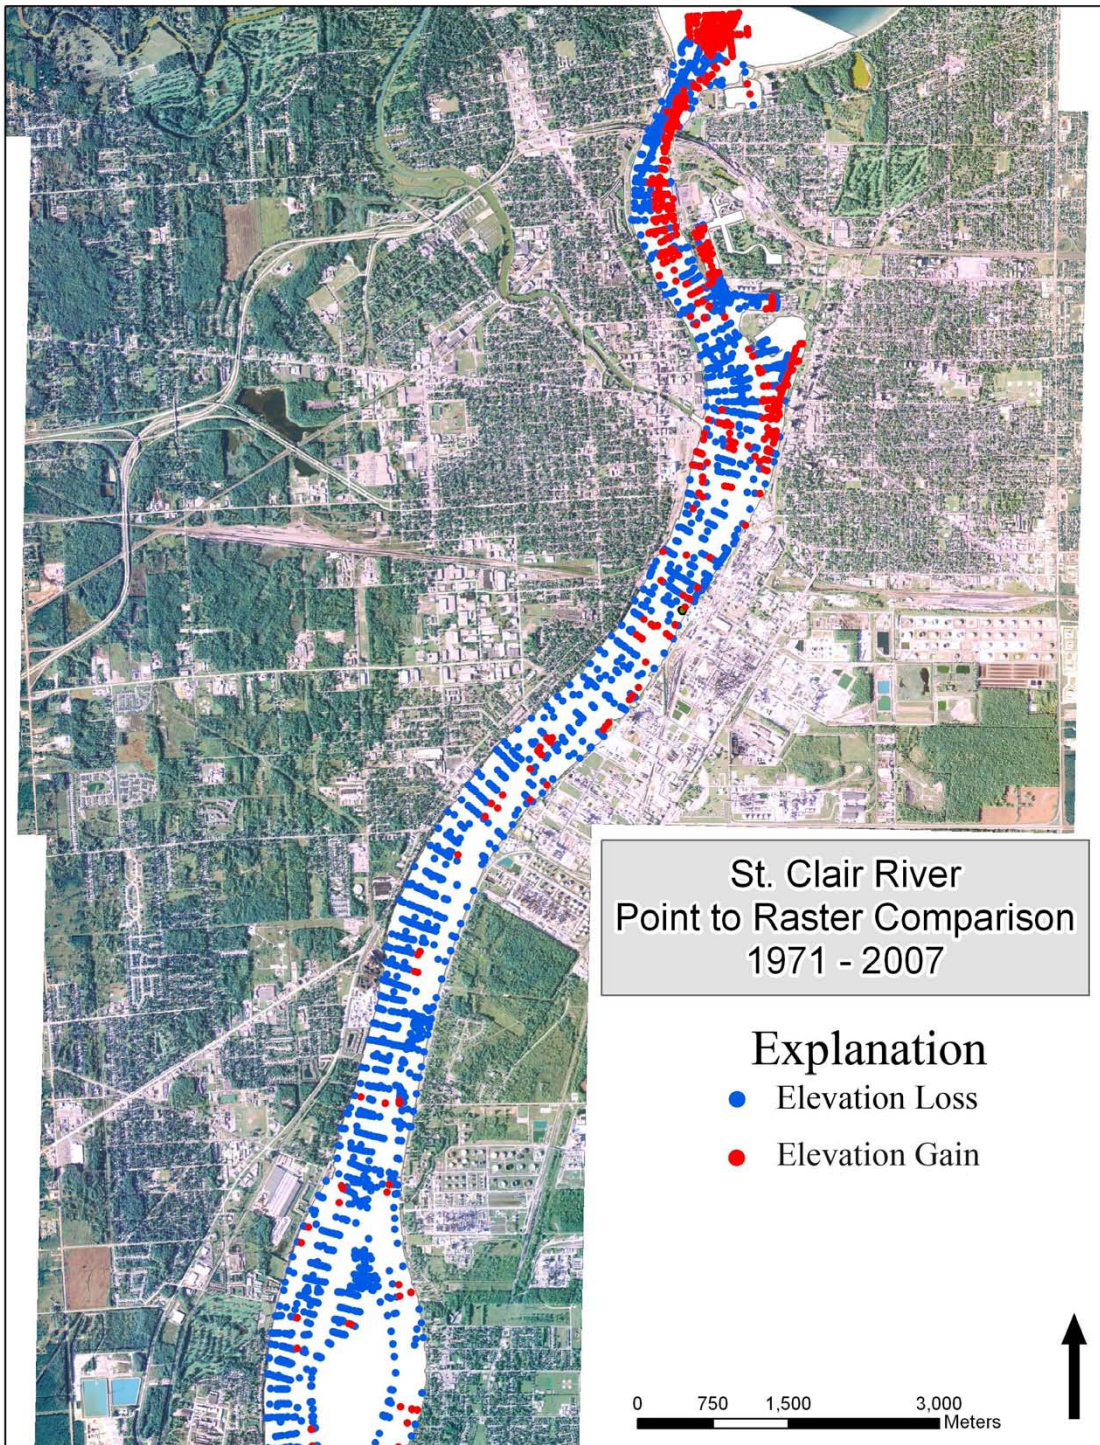 St. Clair River
Point to Raster Comparison
1971 - 2007
Explanation
Elevation Loss
Elevation Gain
0 750 1,500 3,000
Meters